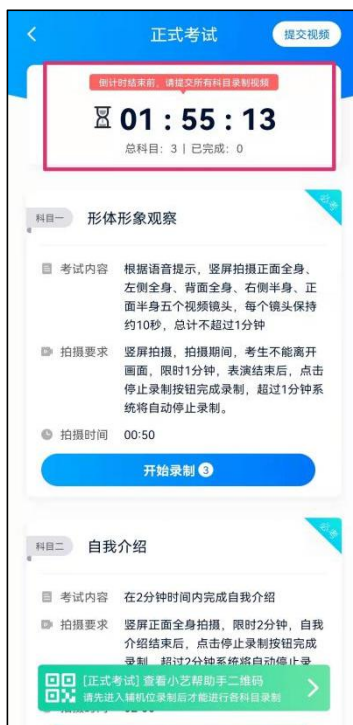 正式考试
提交视频
倒计时结束前，请提交所有科目录制视频
01 : 55 : 13
总科目：3 | 已完成：0
必考
科目一
形体形象观察
考试内容
根据语音提示，竖屏拍摄正面全身、
左侧全身、背面全身、右侧半身、正
面半身五个视频镜头，每个镜头保持
约10秒，总计不超过1分钟
拍摄要求
竖屏拍摄，拍摄期间，考生不能离开
画面，限时1分钟，表演结束后，点击
停止录制按钮完成录制，超过1分钟系
统将自动停止录制。
拍摄时间
00:50
开始录制 3
必考
科目二
自我介绍
考试内容
在2分钟时间内完成自我介绍
拍摄要求
竖屏正面全身拍摄，限时2分钟，自我
介绍结束后，点击停止录制按钮完成
录制，超过2分钟系统将自动停止录
[正式考试] 查看小艺帮助手二维码
请先进入辅机位录制后才能进行各科目录制